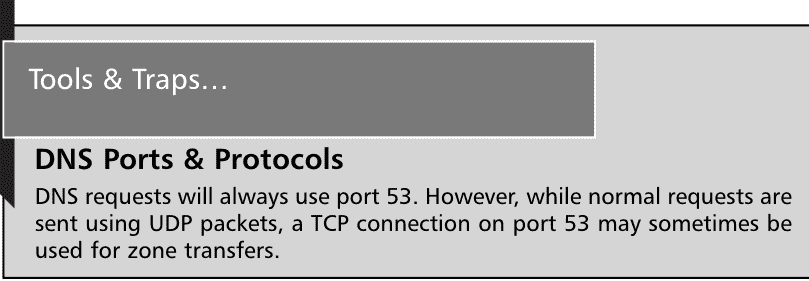 Tools & Traps…
DNS Ports & Protocols
DNS requests will always use port 53. However, while normal requests are
sent using UDP packets, a TCP connection on port 53 may sometimes be
used for zone transfers.